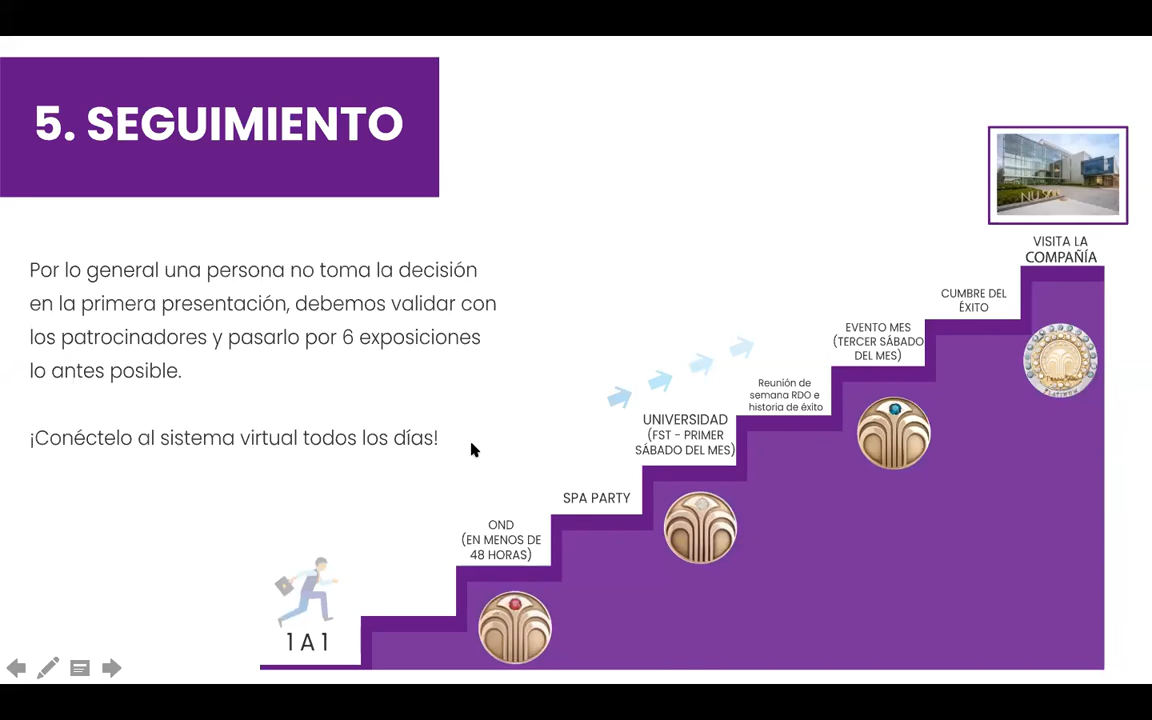 5. SEGUIMIENTO
Por lo general una persona no toma la decisión
en la primera presentación, debemos validar con
los patrocinadores y pasarlo por 6 exposiciones
lo antes posible.
¡Conéctelo al sistema virtual todos los días!
1 A 1
OND
(EN MENOS DE
48 HORAS)
SPA PARTY
UNIVERSIDAD
(FST - PRIMER
SÁBADO DEL MES)
Reunión de
semana RDO e
historia de éxito
EVENTO MES
(TERCER SÁBADO
DEL MES)
CUMBRE DEL
ÉXITO
VISITA LA
COMPAÑÍA
PLATINUM